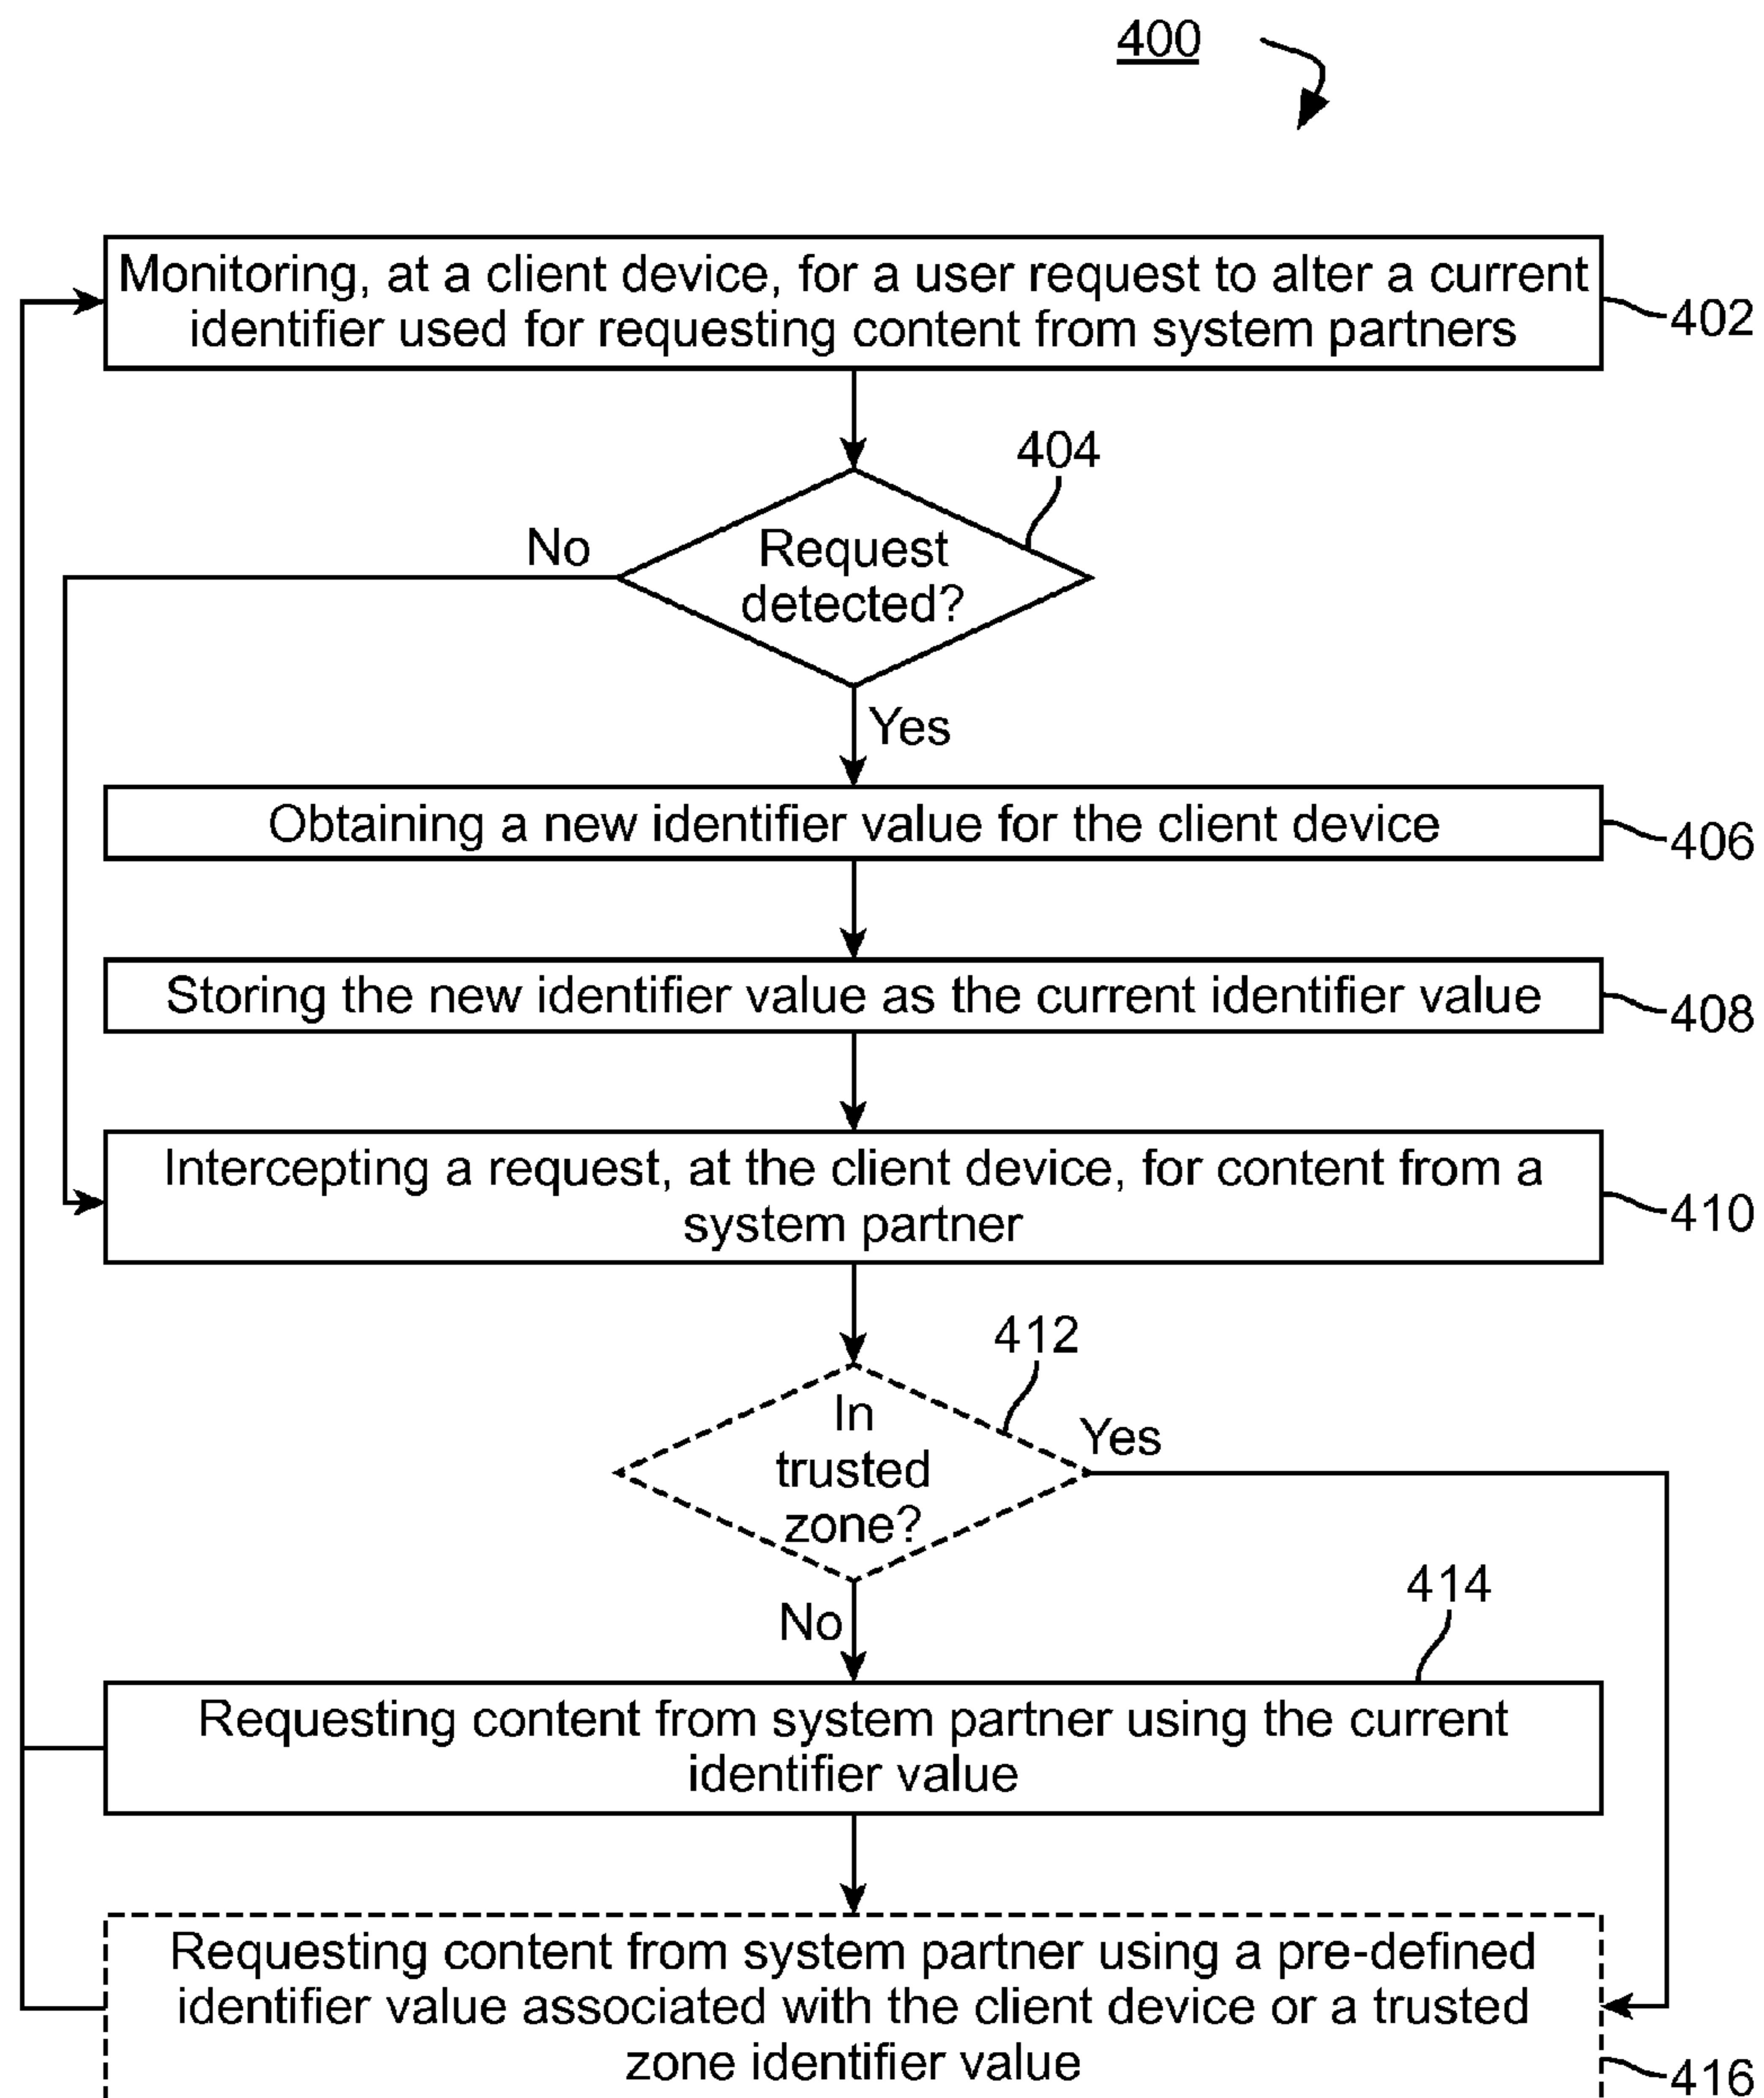 400
Monitoring, at a client device, for a user request to alter a current
identifier used for requesting content from system partners
402
404
No
Request
detected?
Yes
Obtaining a new identifier value for the client device
406
Storing the new identifier value as the current identifier value
408
Intercepting a request, at the client device, for content from a
system partner
410
412
In
trusted
zone?
Yes
No
414
Requesting content from system partner using the current
identifier value
Requesting content from system partner using a pre-defined
identifier value associated with the client device or a trusted
zone identifier value
416